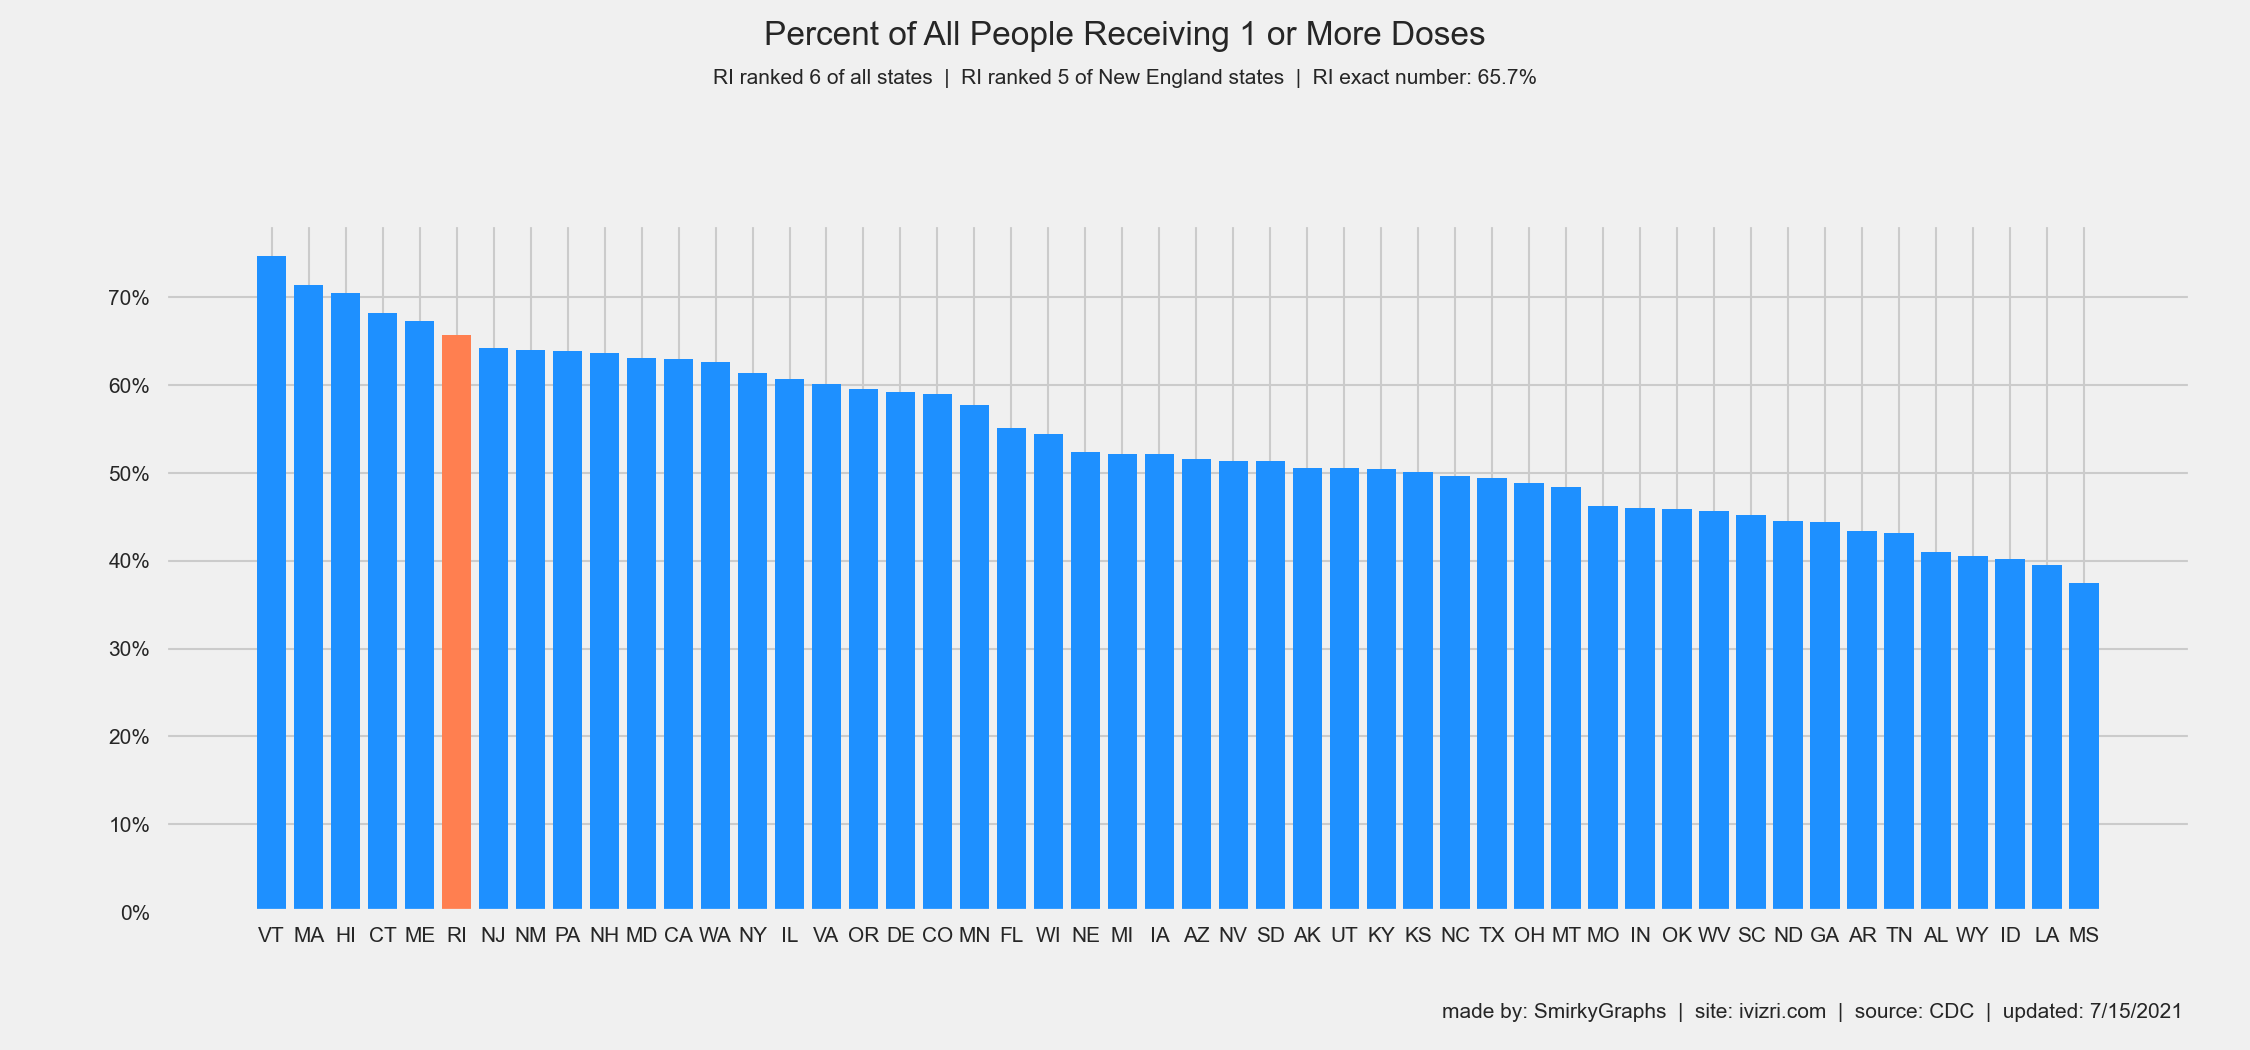 Percent of All People Receiving 1 or More Doses
RI ranked 6 of all states | RI ranked 5 of New England states | RI exact number: 65.7%
70%
60%
50%
40%
30%
20%
10%
0%
VT MA HI CT ME RI NJ NM PA NH MD CA WA NY IL VA OR DE CO MN FL WI NE MI IA AZ NV SD AK UT KY KS NC TX OH MT MO IN OK WV SC ND GA AR TN AL WY ID LA MS
made by: SmirkyGraphs | site: ivizri.com | source: CDC | updated: 7/15/2021